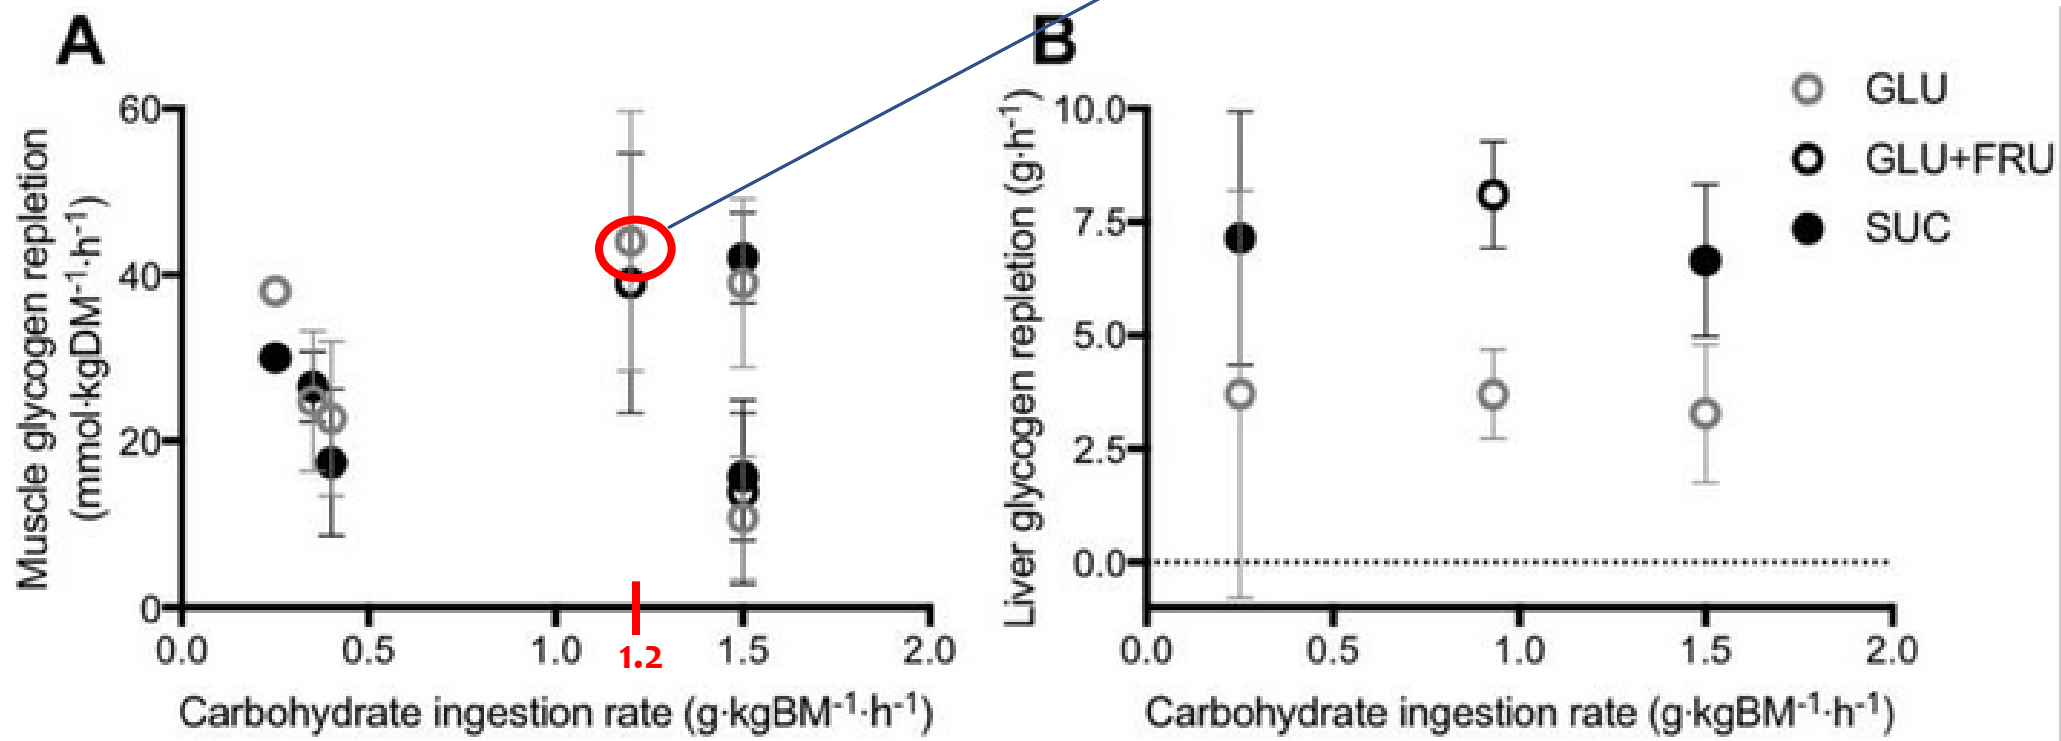 A
Muscle glycogen repletion
(mmol·kgDM⁻¹·h⁻¹)
60
40
20
0
0.0 0.5 1.0 1.2 1.5 2.0
Carbohydrate ingestion rate (g·kgBM⁻¹·h⁻¹)
B
Liver glycogen repletion (g·h⁻¹)
10.0
7.5
5.0
2.5
0.0
0.0 0.5 1.0 1.5 2.0
Carbohydrate ingestion rate (g·kgBM⁻¹·h⁻¹)
GLU
GLU+FRU
SUC